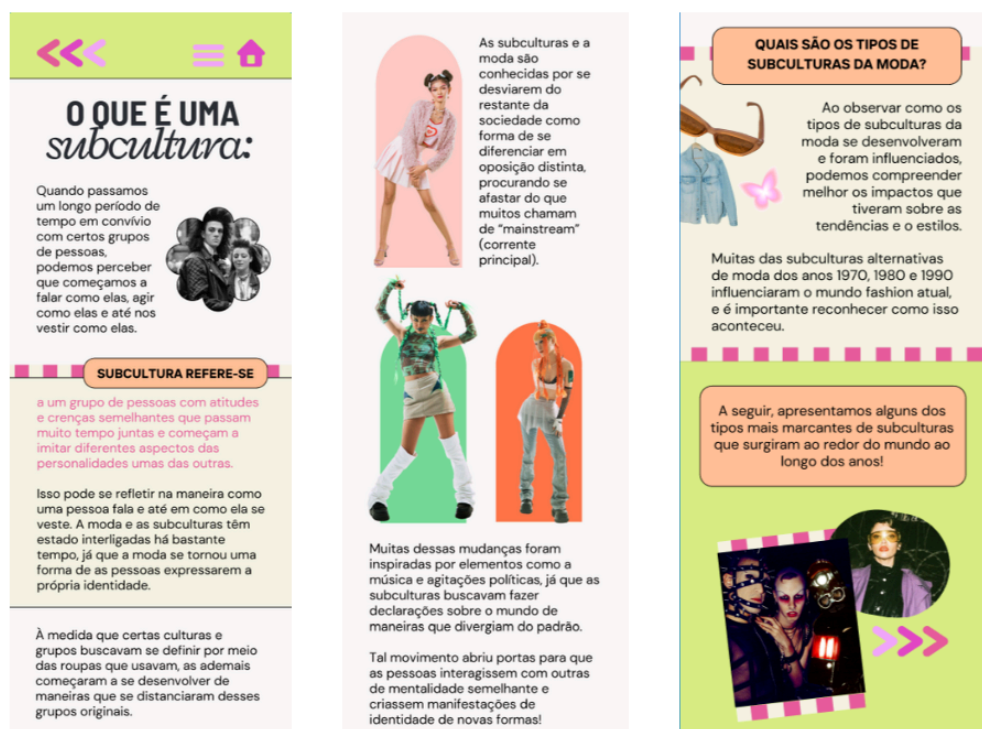 O QUE É UMA
subcultura:
Quando passamos
um longo período de
tempo em convívio
com certos grupos
de pessoas,
podemos perceber
que começamos a
falar como elas, agir
como elas e até nos
vestir como elas.
SUBCULTURA REFERE-SE
a um grupo de pessoas com atitudes
e crenças semelhantes que passam
muito tempo juntas e começam a
imitar diferentes aspectos das
personalidades umas das outras.
Isso pode se refletir na maneira como
uma pessoa fala e até em como ela se
veste. A moda e as subculturas têm
estado interligadas há bastante
tempo, já que a moda se tornou uma
forma de as pessoas expressarem a
própria identidade.
À medida que certas culturas e
grupos buscavam se definir por meio
das roupas que usavam, as ademais
começaram a se desenvolver de
maneiras que se distanciaram desses
grupos originais.
As subculturas e a
moda são
conhecidas por se
desviarem do
restante da
sociedade como
forma de se
diferenciar em
oposição distinta,
procurando se
afastar do que
muitos chamam
de “mainstream”
(corrente
principal).
Muitas dessas mudanças foram
inspiradas por elementos como a
música e agitações políticas, já que as
subculturas buscavam fazer
declarações sobre o mundo de
maneiras que divergiam do padrão.
Tal movimento abriu portas para que
as pessoas interagissem com outras
de mentalidade semelhante e
criassem manifestações de
identidade de novas formas!
QUAIS SÃO OS TIPOS DE
SUBCULTURAS DA MODA?
Ao observar como os
tipos de subculturas da
moda se desenvolveram
e foram influenciados,
podemos compreender
melhor os impactos que
tiveram sobre as
tendências e o estilos.
Muitas das subculturas alternativas
de moda dos anos 1970, 1980 e 1990
influenciaram o mundo fashion atual,
e é importante reconhecer como isso
aconteceu.
A seguir, apresentamos alguns dos
tipos mais marcantes de subculturas
que surgiram ao redor do mundo ao
longo dos anos!